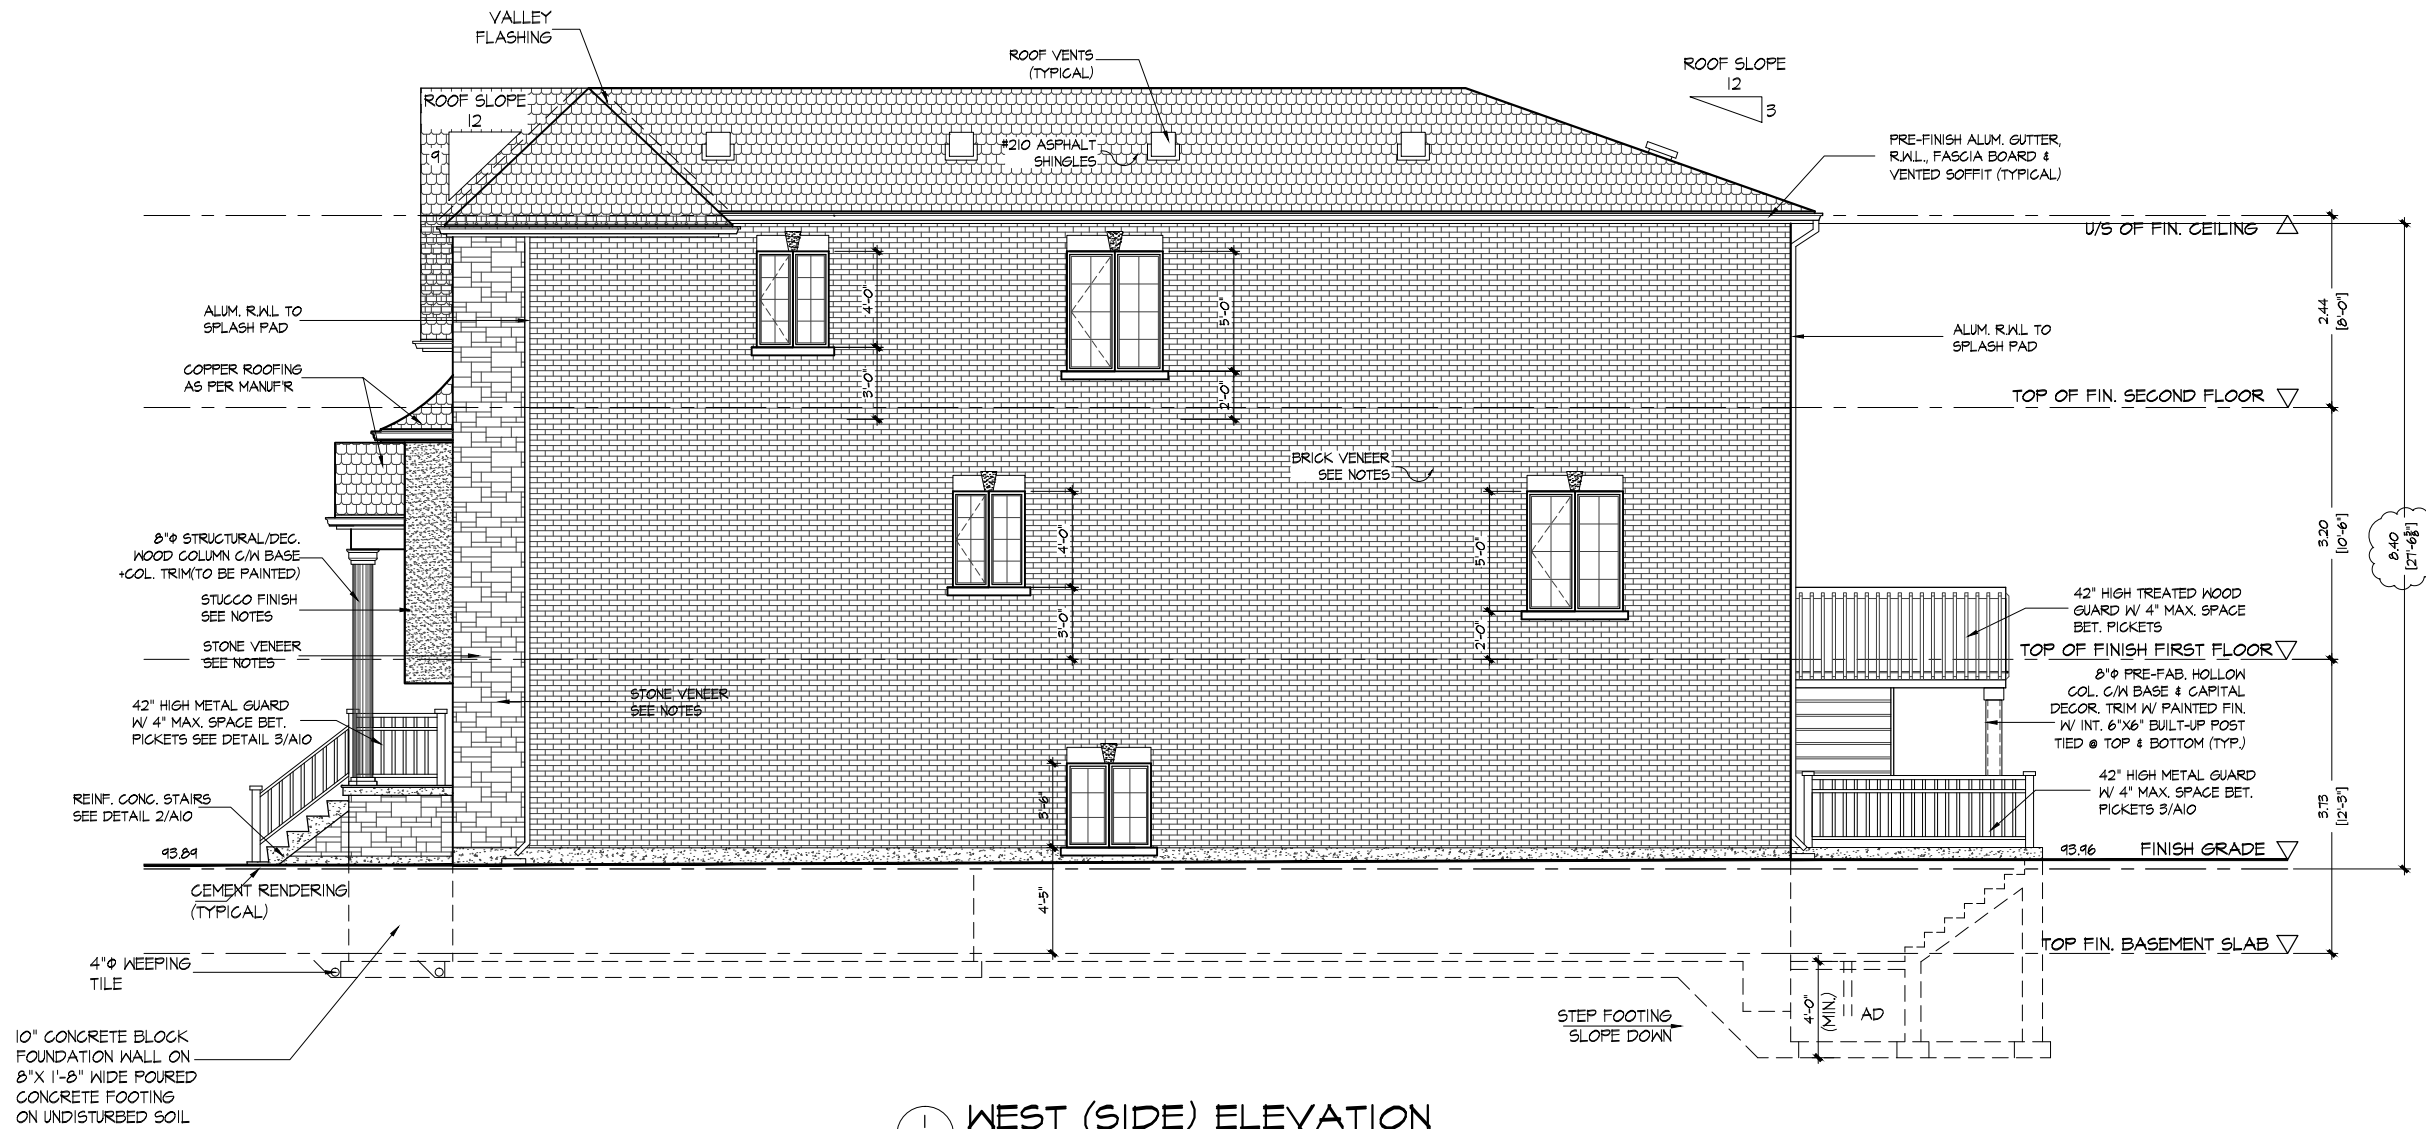 VALLEY
FLASHING
ROOF VENTS
(TYPICAL)
ROOF SLOPE
12
3
ROOF SLOPE
12
9
#210 ASPHALT
SHINGLES
PRE-FINISH ALUM. GUTTER,
R.W.L., FASCIA BOARD &
VENTED SOFFIT (TYPICAL)
U/S OF FIN. CEILING
ALUM. R.W.L TO
SPLASH PAD
4'-0"
5'-0"
2.44
[8'-0"]
ALUM. R.W.L TO
SPLASH PAD
COPPER ROOFING
AS PER MANUF'R
3'-0"
2'-0"
TOP OF FIN. SECOND FLOOR
BRICK VENEER
SEE NOTES
8"Φ STRUCTURAL/DEC.
WOOD COLUMN C/W BASE
+COL. TRIM(TO BE PAINTED)
4'-0"
5'-0"
3.20
[10'-6"]
8.40
[27'-6⅝"]
STUCCO FINISH
SEE NOTES
42" HIGH TREATED WOOD
GUARD W/ 4" MAX. SPACE
BET. PICKETS
3'-0"
2'-0"
STONE VENEER
SEE NOTES
TOP OF FINISH FIRST FLOOR
STONE VENEER
SEE NOTES
8"Φ PRE-FAB. HOLLOW
COL. C/W BASE & CAPITAL
DECOR. TRIM W/ PAINTED FIN.
W/ INT. 6"X6" BUILT-UP POST
TIED @ TOP & BOTTOM (TYP.)
42" HIGH METAL GUARD
W/ 4" MAX. SPACE BET.
PICKETS SEE DETAIL 3/A10
42" HIGH METAL GUARD
W/ 4" MAX. SPACE BET.
PICKETS 3/A10
REINF. CONC. STAIRS
SEE DETAIL 2/A10
3'-6"
3.73
[12'-3"]
93.89
93.96
FINISH GRADE
CEMENT RENDERING
(TYPICAL)
4'-5"
TOP FIN. BASEMENT SLAB
4"Φ WEEPING
TILE
4'-0"
(MIN.)
AD
STEP FOOTING
SLOPE DOWN
10" CONCRETE BLOCK
FOUNDATION WALL ON
8"X 1'-8" WIDE POURED
CONCRETE FOOTING
ON UNDISTURBED SOIL
1
WEST (SIDE) ELEVATION